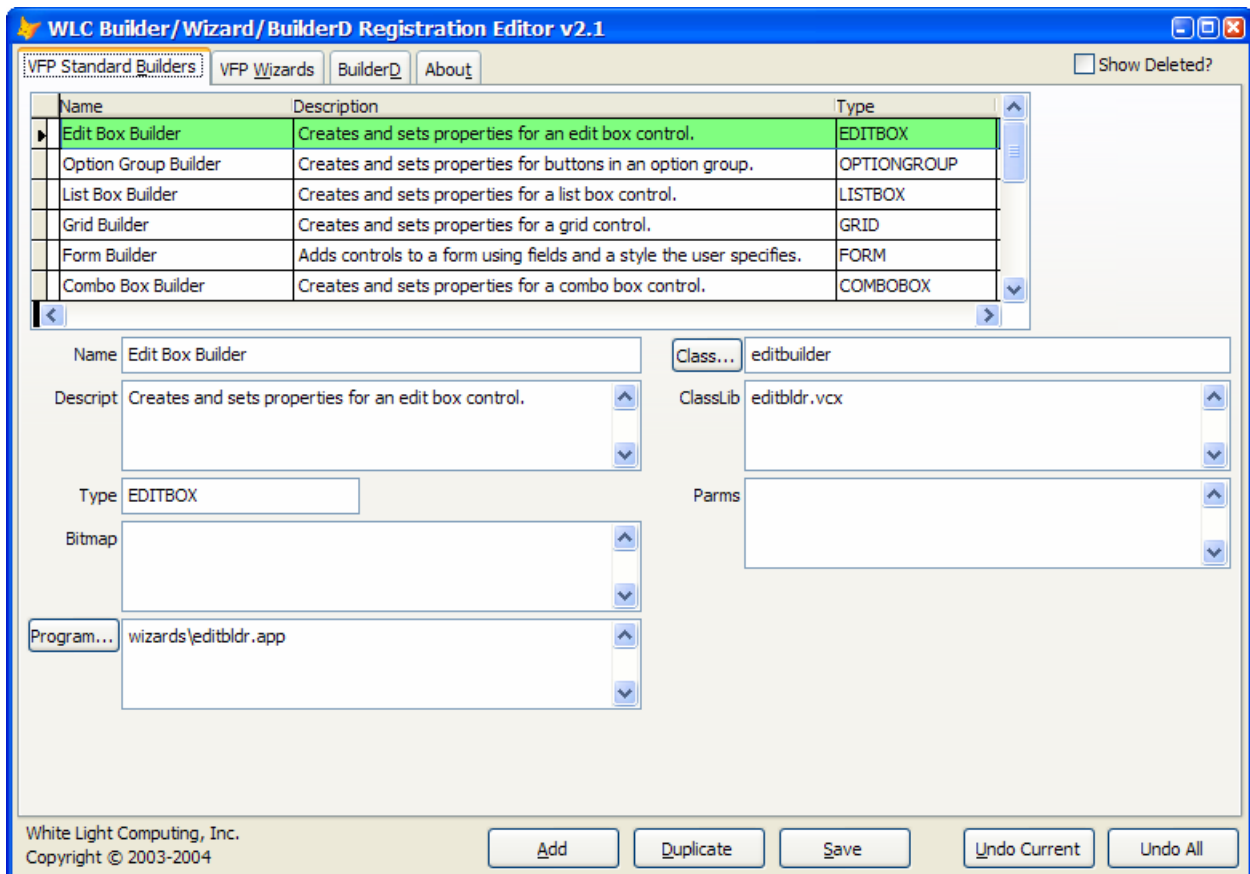 WLC Builder/Wizard/BuilderD Registration Editor v2.1
VFP Standard Builders VFP Wizards BuilderD About Show Deleted?
Name Description Type
Edit Box Builder Creates and sets properties for an edit box control. EDITBOX
Option Group Builder Creates and sets properties for buttons in an option group. OPTIONGROUP
List Box Builder Creates and sets properties for a list box control. LISTBOX
Grid Builder Creates and sets properties for a grid control. GRID
Form Builder Adds controls to a form using fields and a style the user specifies. FORM
Combo Box Builder Creates and sets properties for a combo box control. COMBOBOX
Name Edit Box Builder Class... editbuilder
Descript Creates and sets properties for an edit box control. ClassLib editbldr.vcx
Type EDITBOX Parms
Bitmap
Program... wizards\editbldr.app
White Light Computing, Inc.
Copyright © 2003-2004
Add Duplicate Save Undo Current Undo All